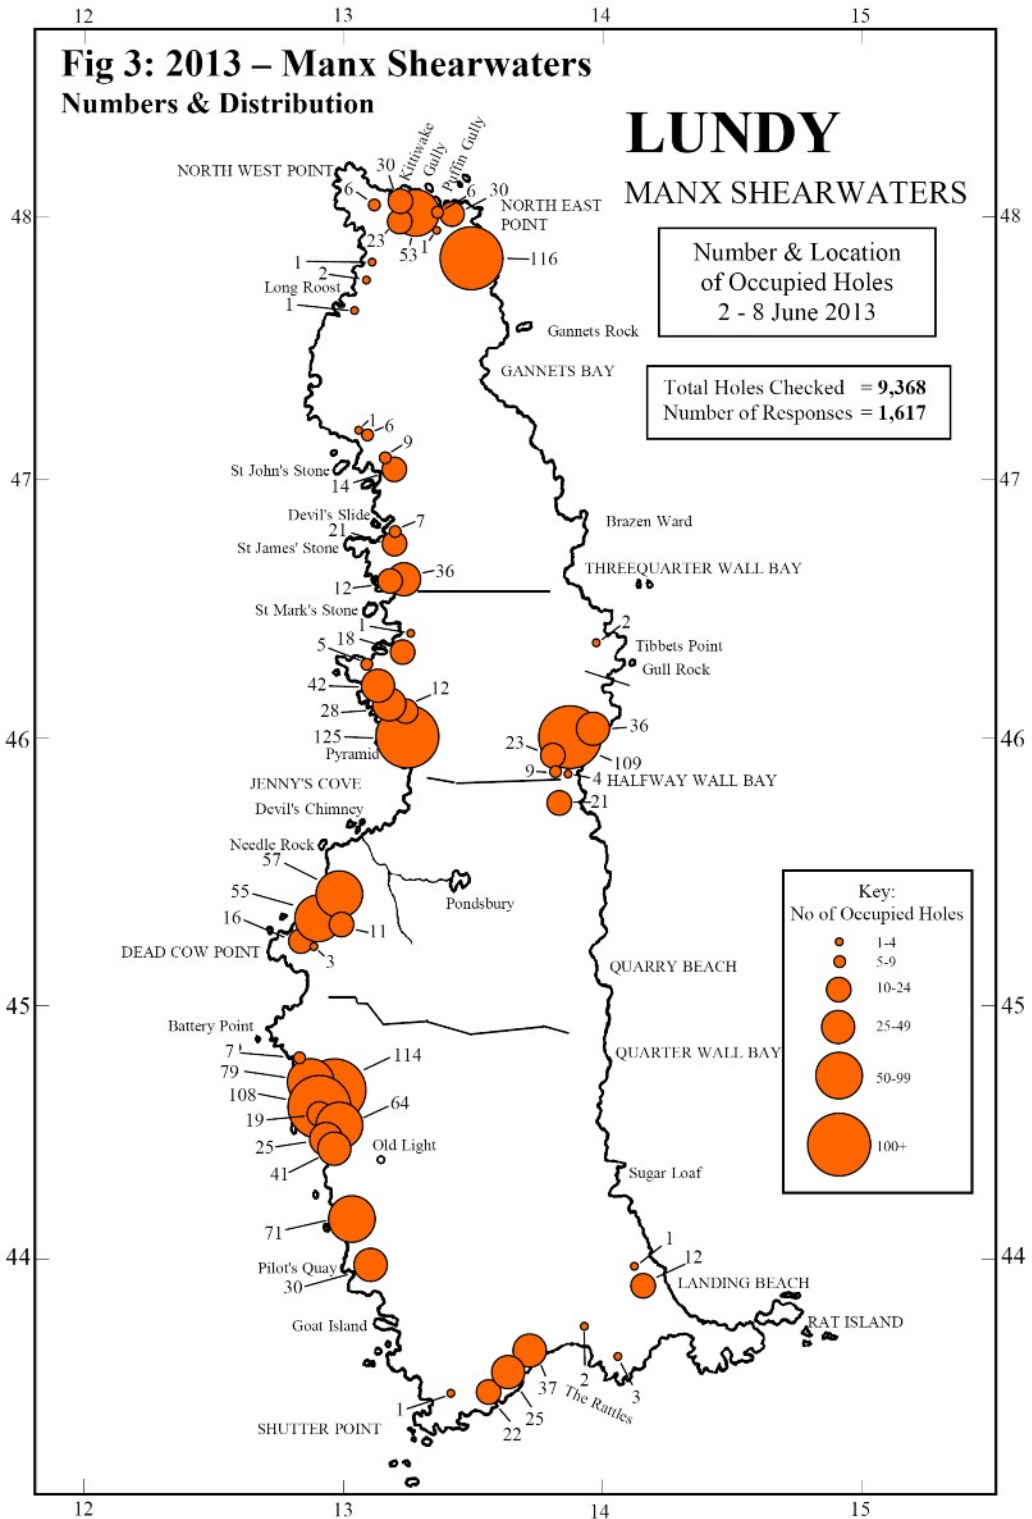 12
13
14
15
Fig 3: 2013 – Manx Shearwaters
Numbers & Distribution
LUNDY
MANX SHEARWATERS
Number & Location
of Occupied Holes
2 - 8 June 2013
Total Holes Checked = 9,368
Number of Responses = 1,617
NORTH WEST POINT
30
Kittiwake
Gully
Puffin Gully
6
6
30
NORTH EAST
POINT
48
48
23
53
1
116
1
2
Long Roost
1
Gannets Rock
GANNETS BAY
1
6
9
St John's Stone
14
47
47
Devil's Slide
7
21
St James' Stone
Brazen Ward
36
12
THREEQUARTER WALL BAY
St Mark's Stone
1
18
2
5
Tibbets Point
Gull Rock
42
12
28
36
125
46
46
Pyramid
23
109
9
4
HALFWAY WALL BAY
JENNY'S COVE
21
Devil's Chimney
Needle Rock
57
55
Pondsbury
16
11
DEAD COW POINT
3
QUARRY BEACH
Key:
No of Occupied Holes
1-4
5-9
10-24
25-49
50-99
100+
45
45
Battery Point
7
114
QUARTER WALL BAY
79
108
64
19
25
Old Light
41
Sugar Loaf
71
44
44
1
12
Pilot's Quay
30
LANDING BEACH
Goat Island
RAT ISLAND
2
3
37
The Rattles
1
25
22
SHUTTER POINT
12
13
14
15